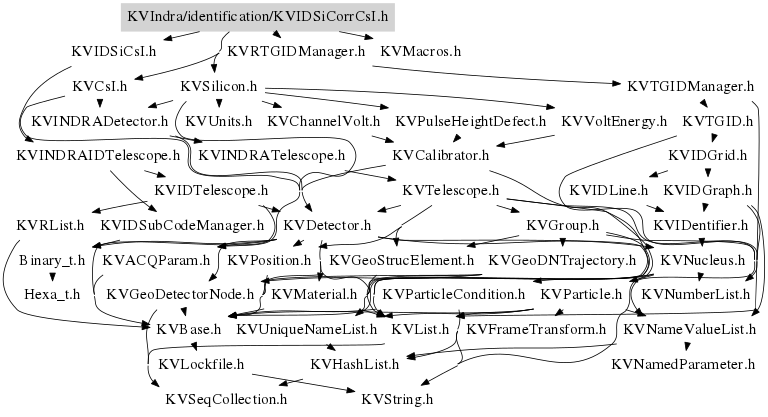 KVIndra/identification/KVIDSiCorrCsI.h
KVIDSiCsI.h
KVRTGIDManager.h
KVMacros.h
KVCsI.h
KVSilicon.h
KVTGIDManager.h
KVINDRADetector.h
KVUnits.h
KVChannelVolt.h
KVPulseHeightDefect.h
KVVoltEnergy.h
KVTGID.h
KVINDRAIDTelescope.h
KVINDRATelescope.h
KVCalibrator.h
KVIDGrid.h
KVIDTelescope.h
KVTelescope.h
KVIDLine.h
KVIDGraph.h
KVRList.h
KVIDSubCodeManager.h
KVDetector.h
KVGroup.h
KVIDentifier.h
Binary_t.h
KVACQParam.h
KVPosition.h
KVGeoStrucElement.h
KVGeoDNTrajectory.h
KVNucleus.h
Hexa_t.h
KVGeoDetectorNode.h
KVMaterial.h
KVParticleCondition.h
KVParticle.h
KVNumberList.h
KVBase.h
KVUniqueNameList.h
KVList.h
KVFrameTransform.h
KVNameValueList.h
KVLockfile.h
KVHashList.h
KVNamedParameter.h
KVSeqCollection.h
KVString.h